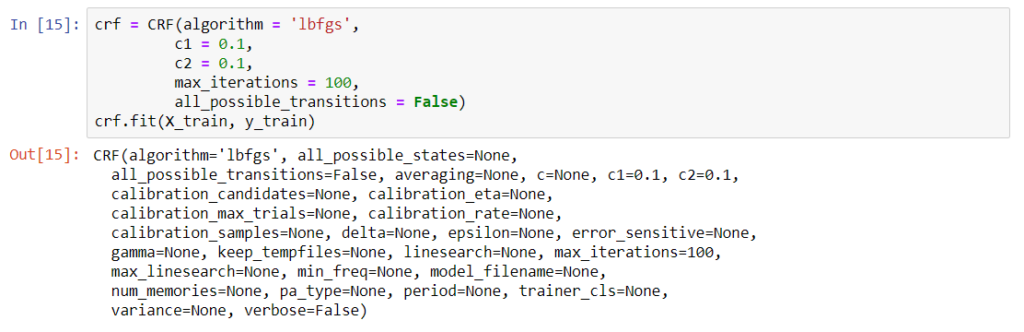 In [15]: crf = CRF(algorithm = 'lbfgs',
c1 = 0.1,
c2 = 0.1,
max_iterations = 100,
all_possible_transitions = False)
crf.fit(X_train, y_train)
Out[15]: CRF(algorithm='lbfgs', all_possible_states=None,
all_possible_transitions=False, averaging=None, c=None, c1=0.1, c2=0.1,
calibration_candidates=None, calibration_eta=None,
calibration_max_trials=None, calibration_rate=None,
calibration_samples=None, delta=None, epsilon=None, error_sensitive=None,
gamma=None, keep_tempfiles=None, linesearch=None, max_iterations=100,
max_linesearch=None, min_freq=None, model_filename=None,
num_memories=None, pa_type=None, period=None, trainer_cls=None,
variance=None, verbose=False)